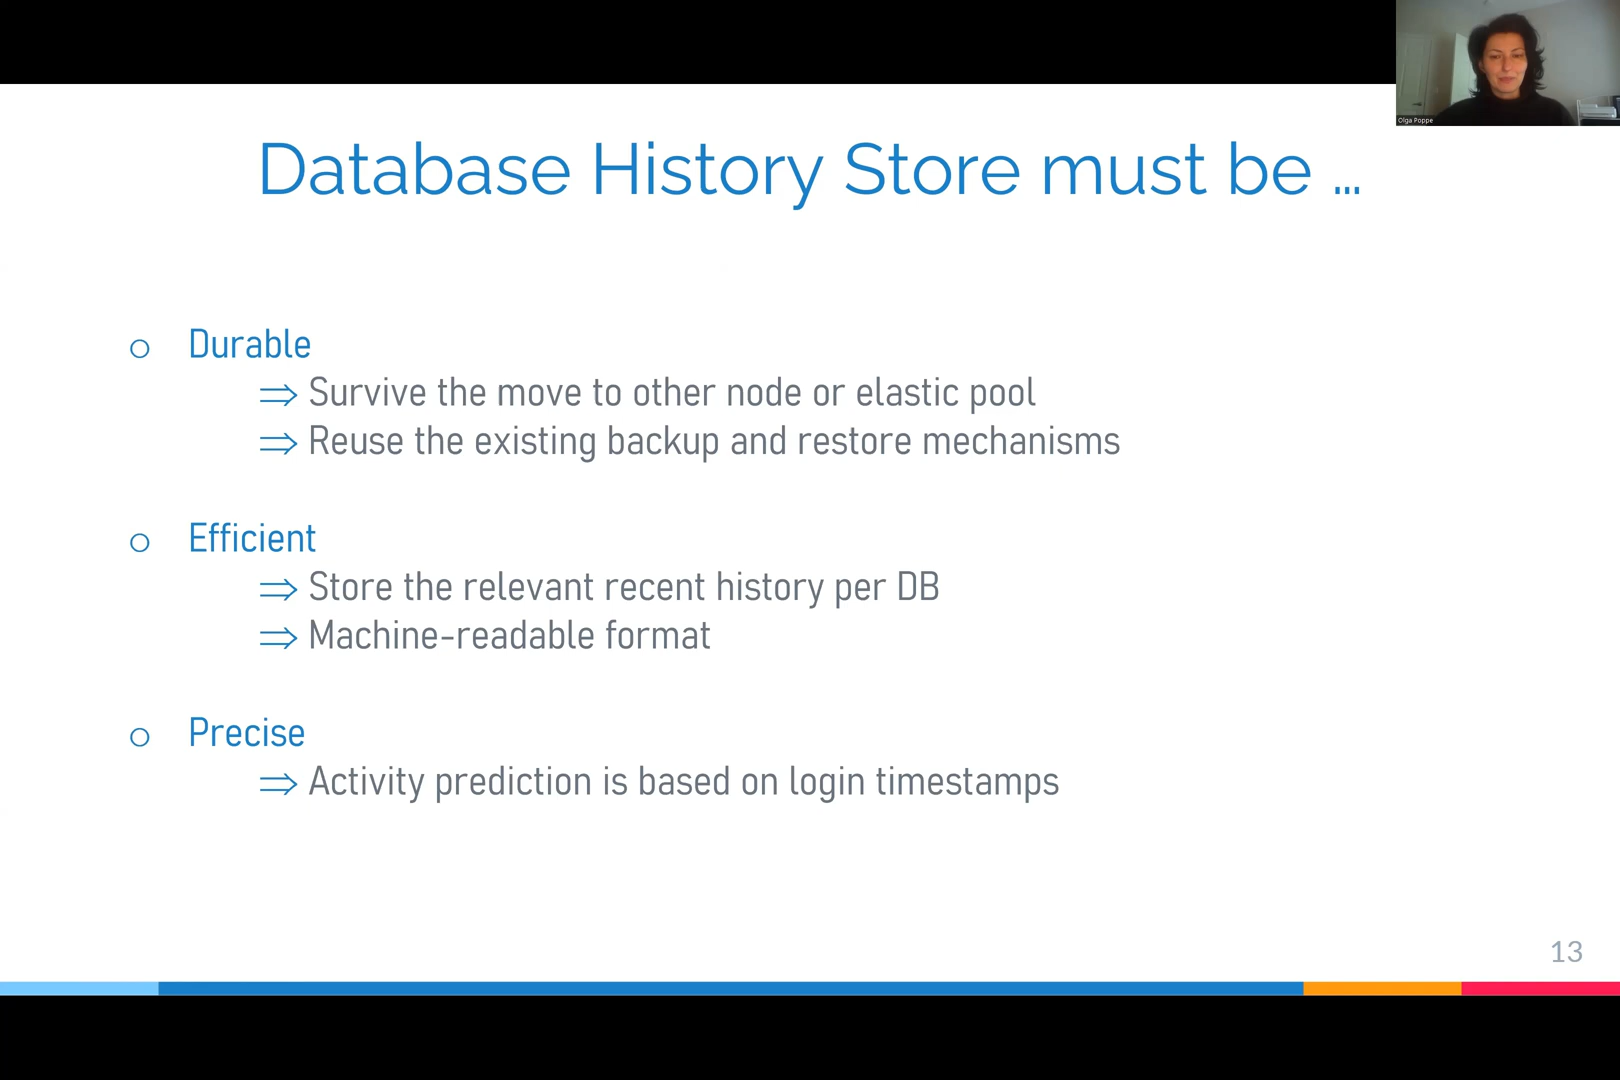 Olga Poppe
Database History Store must be ...
o Durable
⇒ Survive the move to other node or elastic pool
⇒ Reuse the existing backup and restore mechanisms
o Efficient
⇒ Store the relevant recent history per DB
⇒ Machine-readable format
o Precise
⇒ Activity prediction is based on login timestamps
13